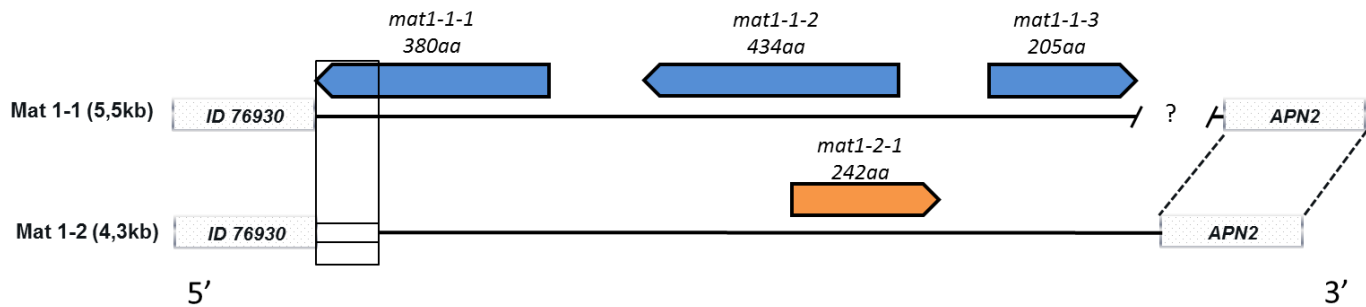 mat1-1-1
380aa
mat1-1-2
434aa
mat1-1-3
205aa
Mat 1-1 (5,5kb)
ID 76930
?
APN2
mat1-2-1
242aa
Mat 1-2 (4,3kb)
ID 76930
APN2
5’
3’